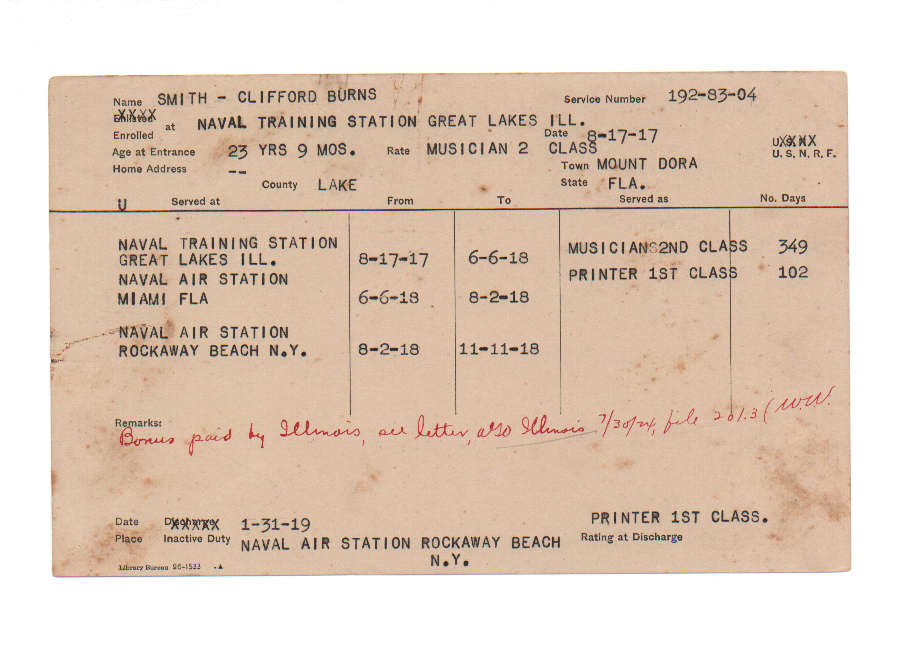 Name SMITH - CLIFFORD BURNS Service Number 192-83-04
Enlisted
Enrolled at NAVAL TRAINING STATION GREAT LAKES ILL.
Date 8-17-17
Age at Entrance 23 YRS 9 MOS. Rate MUSICIAN 2 CLASS U.S.N.R.F.
Home Address -- Town MOUNT DORA
County LAKE State FLA.
U Served at From To Served as No. Days
NAVAL TRAINING STATION MUSICIANS2ND CLASS 349
GREAT LAKES ILL. 8-17-17 6-6-18
NAVAL AIR STATION PRINTER 1ST CLASS 102
MIAMI FLA 6-6-18 8-2-18
NAVAL AIR STATION
ROCKAWAY BEACH N.Y. 8-2-18 11-11-18
Remarks:
Bonus paid by Illinois, see letter, also Illinois 7/30/24, file 2013 (W.W.
Date Discharge XXXXX 1-31-19 PRINTER 1ST CLASS.
Place Inactive Duty NAVAL AIR STATION ROCKAWAY BEACH Rating at Discharge
N.Y.
Library Bureau 96-1533 .A